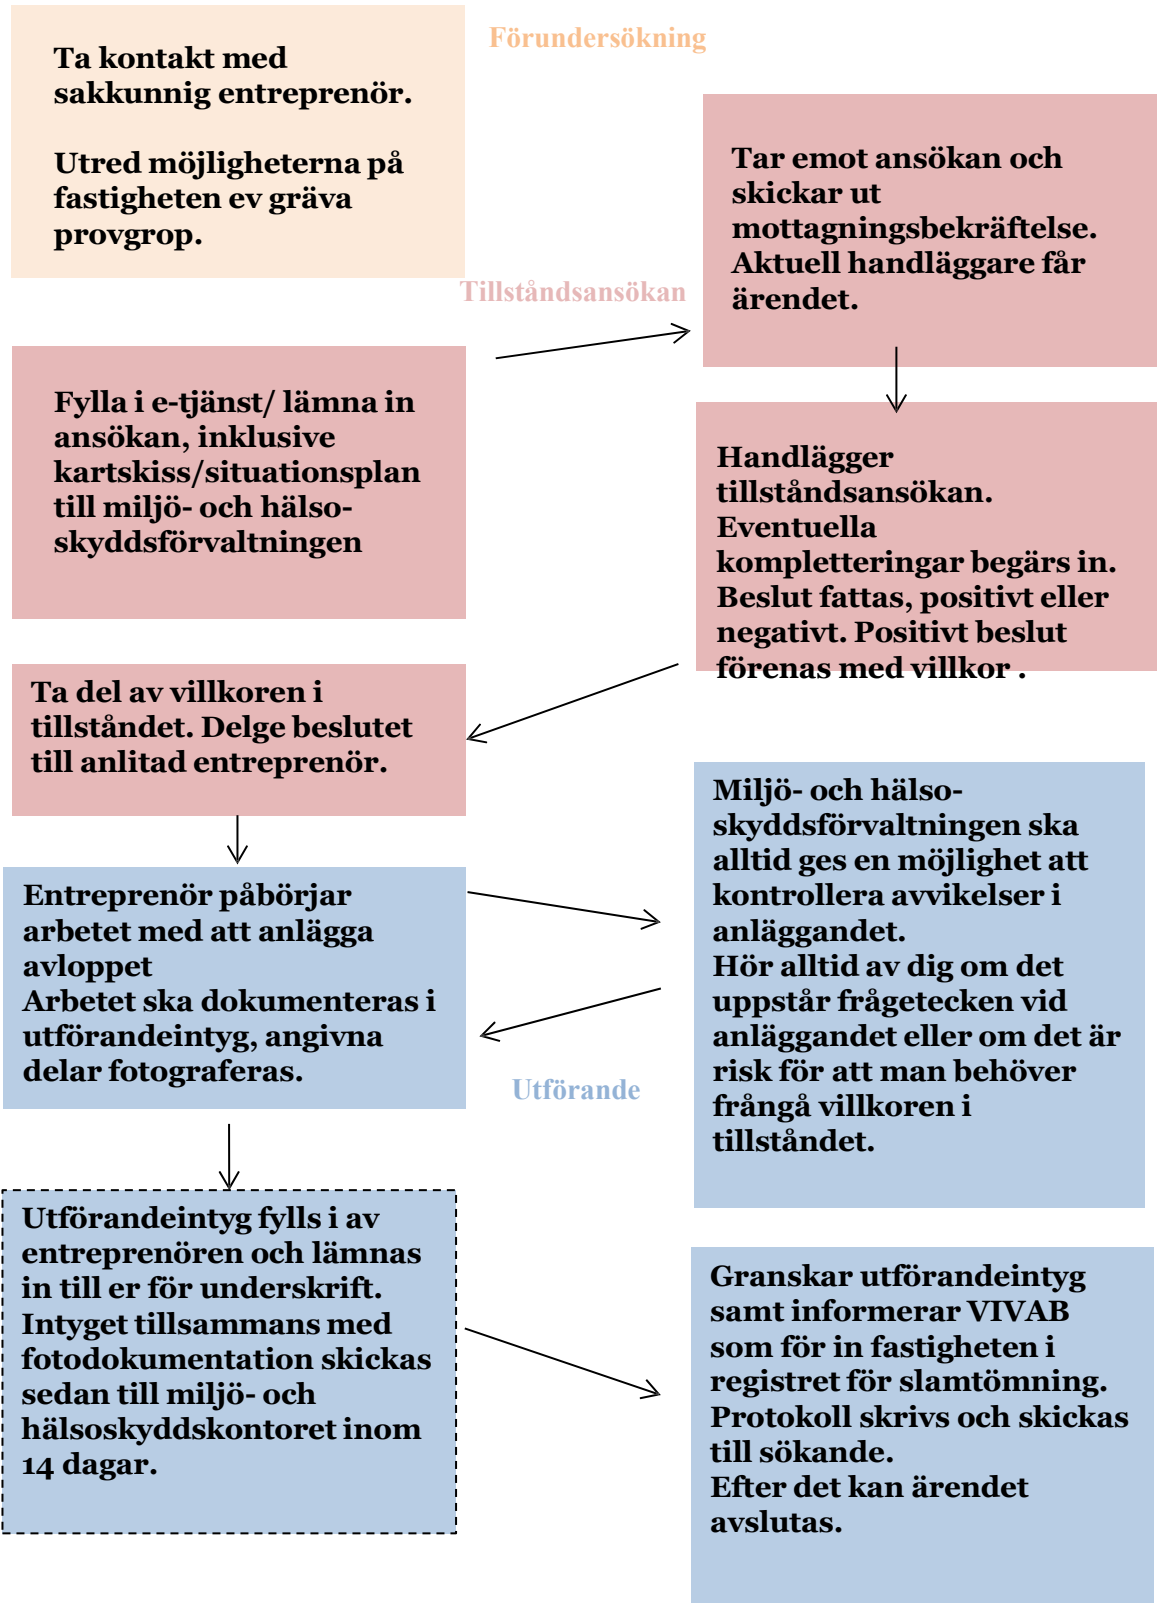 Förundersökning
Ta kontakt med
sakkunnig entreprenör.
Utred möjligheterna på
fastigheten ev gräva
provgrop.
Tillståndsansökan
Fylla i e-tjänst/ lämna in
ansökan, inklusive
kartskiss/situationsplan
till miljö- och hälso-
skyddsförvaltningen
Tar emot ansökan och
skickar ut
mottagningsbekräftelse.
Aktuell handläggare får
ärendet.
Handlägger
tillståndsansökan.
Eventuella
kompletteringar begärs in.
Beslut fattas, positivt eller
negativt. Positivt beslut
förenas med villkor .
Ta del av villkoren i
tillståndet. Delge beslutet
till anlitad entreprenör.
Entreprenör påbörjar
arbetet med att anlägga
avloppet
Arbetet ska dokumenteras i
utförandeintyg, angivna
delar fotograferas.
Miljö- och hälso-
skyddsförvaltningen ska
alltid ges en möjlighet att
kontrollera avvikelser i
anläggandet.
Hör alltid av dig om det
uppstår frågetecken vid
anläggandet eller om det är
risk för att man behöver
frångå villkoren i
tillståndet.
Utförande
Utförandeintyg fylls i av
entreprenören och lämnas
in till er för underskrift.
Intyget tillsammans med
fotodokumentation skickas
sedan till miljö- och
hälsoskyddskontoret inom
14 dagar.
Granskar utförandeintyg
samt informerar VIVAB
som för in fastigheten i
registret för slamtömning.
Protokoll skrivs och skickas
till sökande.
Efter det kan ärendet
avslutas.